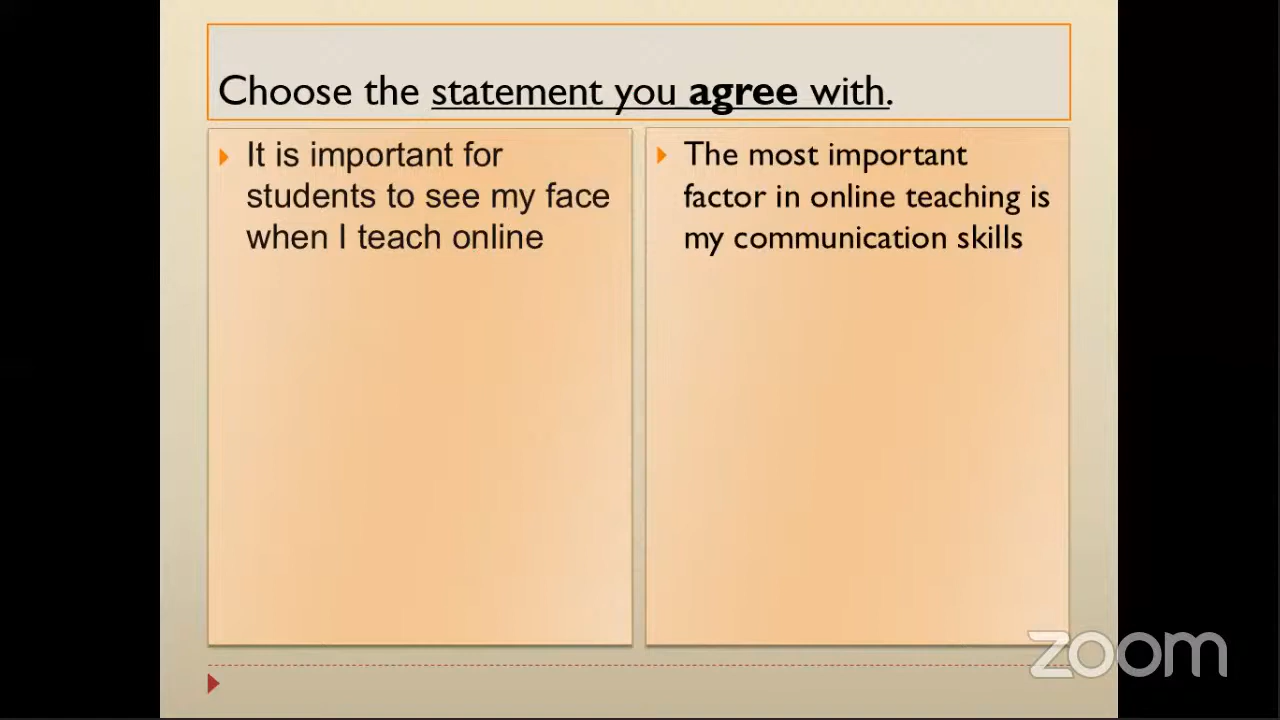 Choose the statement you agree with.
It is important for
students to see my face
when I teach online
The most important
factor in online teaching is
my communication skills
zoom